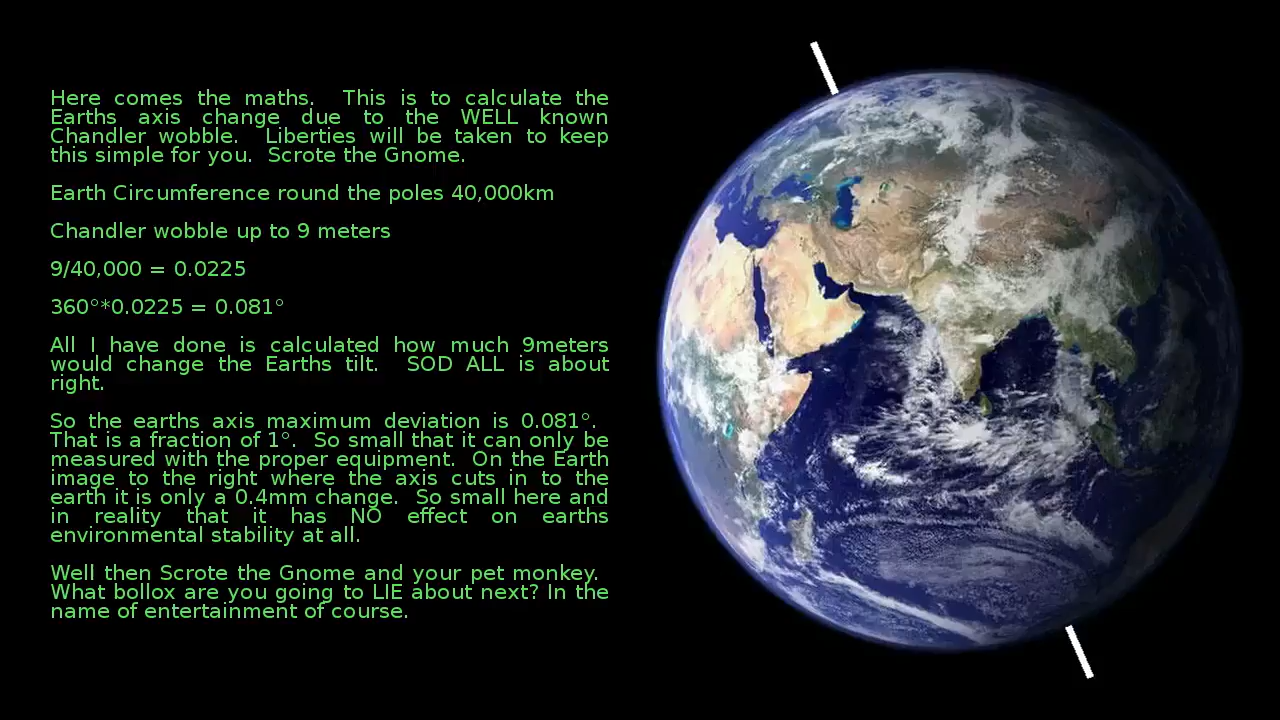 Here comes the maths.  This is to calculate the
Earths axis change due to the WELL known
Chandler wobble.  Liberties will be taken to keep
this simple for you.  Scrote the Gnome.
Earth Circumference round the poles 40,000km
Chandler wobble up to 9 meters
9/40,000 = 0.0225
360°*0.0225 = 0.081°
All I have done is calculated how much 9meters
would change the Earths tilt.  SOD ALL is about
right.
So the earths axis maximum deviation is 0.081°.
That is a fraction of 1°.  So small that it can only be
measured with the proper equipment.  On the Earth
image to the right where the axis cuts in to the
earth it is only a 0.4mm change.  So small here and
in reality that it has NO effect on earths
environmental stability at all.
Well then Scrote the Gnome and your pet monkey.
What bollox are you going to LIE about next? In the
name of entertainment of course.